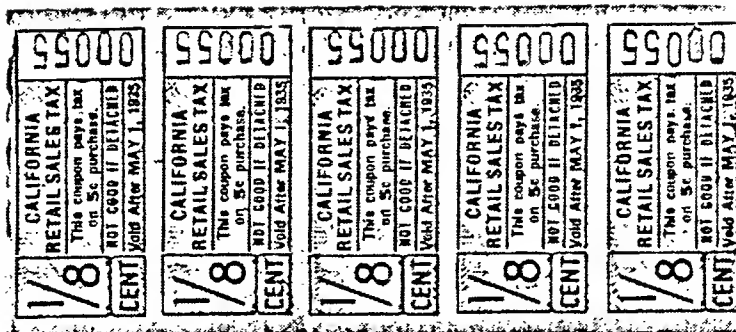 00055
CALIFORNIA
RETAIL SALES TAX
This coupon pays tax
on 5c purchase.
NOT GOOD IF DETACHED
Void After MAY 1, 1935
1/8
CENT
00055
CALIFORNIA
RETAIL SALES TAX
This coupon pays tax
on 5c purchase.
NOT GOOD IF DETACHED
Void After MAY 1, 1935
1/8
CENT
00055
CALIFORNIA
RETAIL SALES TAX
This coupon pays tax
on 5c purchase.
NOT GOOD IF DETACHED
Void After MAY 1, 1935
1/8
CENT
00055
CALIFORNIA
RETAIL SALES TAX
This coupon pays tax
on 5c purchase.
NOT GOOD IF DETACHED
Void After MAY 1, 1935
1/8
CENT
00055
CALIFORNIA
RETAIL SALES TAX
This coupon pays tax
on 5c purchase.
NOT GOOD IF DETACHED
Void After MAY 1, 1935
1/8
CENT